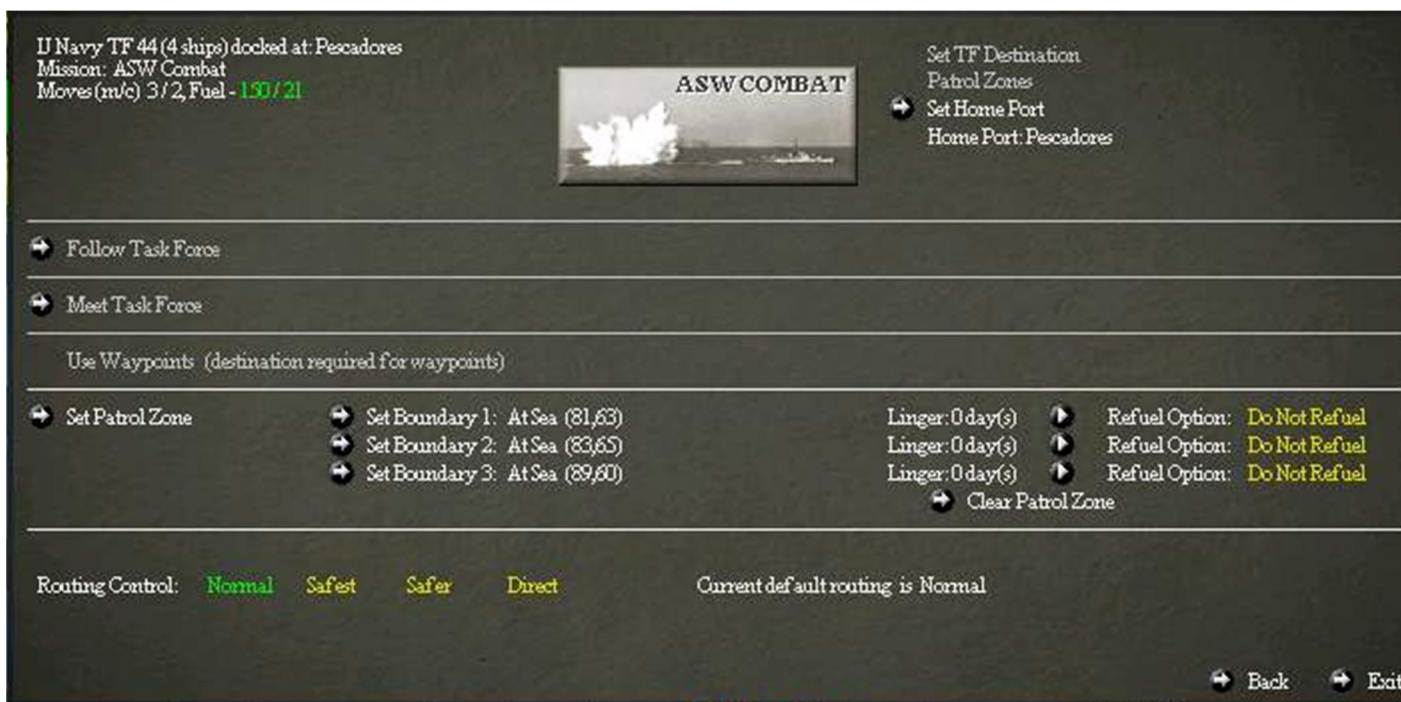 IJ Navy TF 44 (4 ships) docked at: Pescadores
Mission: ASW Combat
Moves (m/c) 3 / 2, Fuel - 150 / 21
ASW COMBAT
Set TF Destination
Patrol Zones
Set Home Port
Home Port: Pescadores
Follow Task Force
Meet Task Force
Use Waypoints (destination required for waypoints)
Set Patrol Zone Set Boundary 1: At Sea (81,63) Linger: 0 day(s) Refuel Option: Do Not Refuel
Set Boundary 2: At Sea (83,65) Linger: 0 day(s) Refuel Option: Do Not Refuel
Set Boundary 3: At Sea (89,60) Linger: 0 day(s) Refuel Option: Do Not Refuel
Clear Patrol Zone
Routing Control: Normal Safest Safer Direct Current default routing is Normal
Back Exit